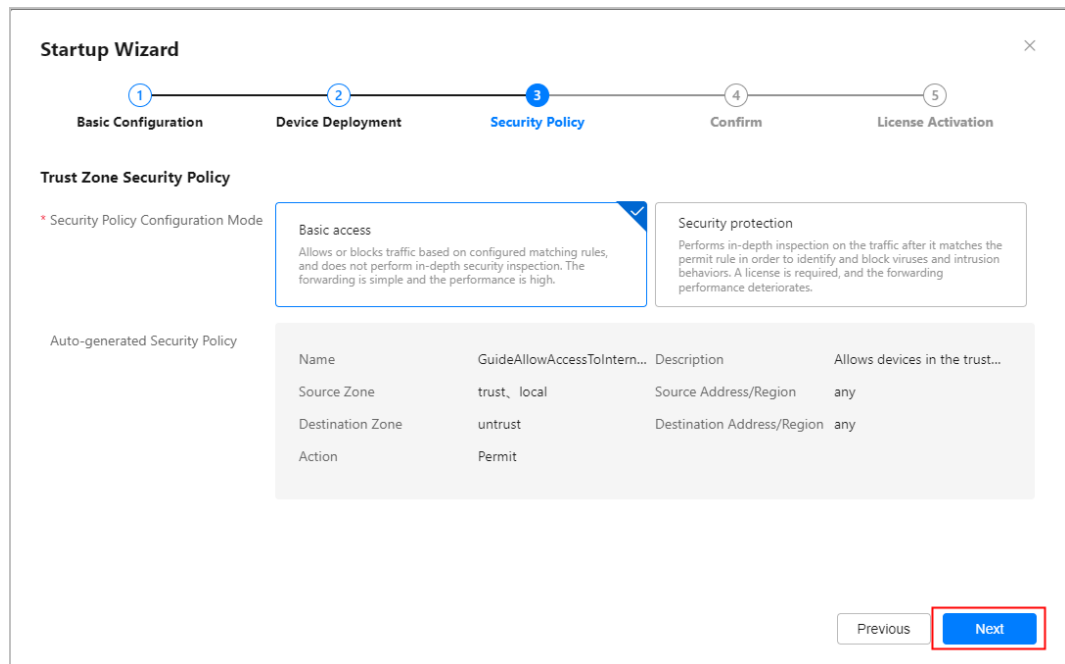 Startup Wizard
1
2
3
4
5
Basic Configuration
Device Deployment
Security Policy
Confirm
License Activation
Trust Zone Security Policy
* Security Policy Configuration Mode
Basic access
Allows or blocks traffic based on configured matching rules,
and does not perform in-depth security inspection. The
forwarding is simple and the performance is high.
Security protection
Performs in-depth inspection on the traffic after it matches the
permit rule in order to identify and block viruses and intrusion
behaviors. A license is required, and the forwarding
performance deteriorates.
Auto-generated Security Policy
Name GuideAllowAccessToIntern... Description Allows devices in the trust...
Source Zone trust、local Source Address/Region any
Destination Zone untrust Destination Address/Region any
Action Permit
Previous Next